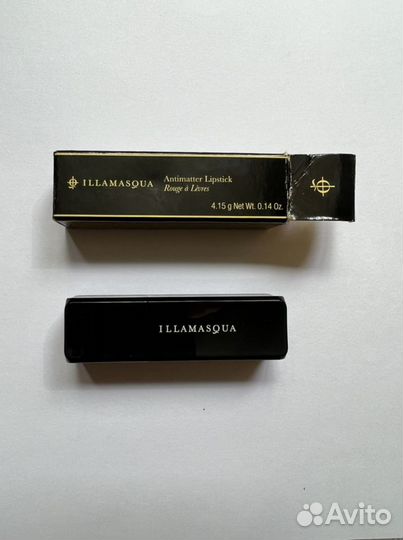 ILLAMASQUA
Antimatter Lipstick
Rouge à Lèvres
4.15 g Net Wt. 0.14 Oz.
ILLAMASQUA
Avito